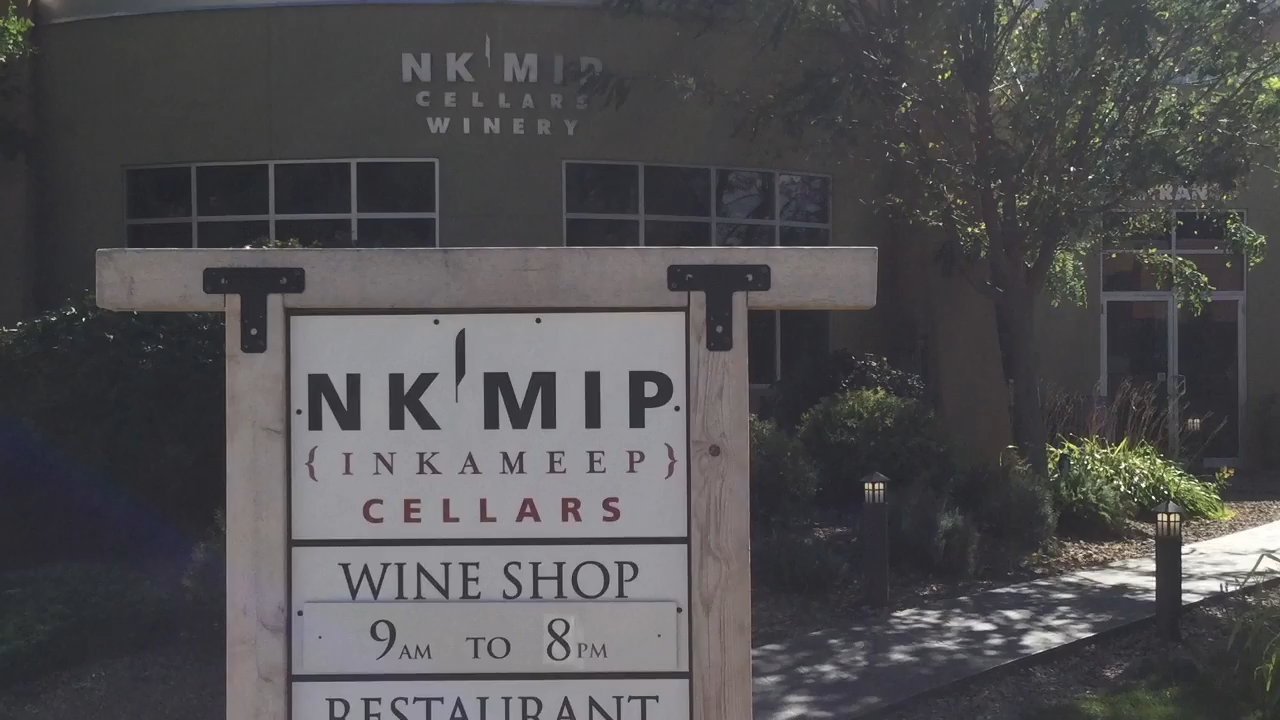 NK'MIP
CELLARS
WINERY
NK'MIP
{INKAMEEP}
CELLARS
WINE SHOP
9AM TO 8PM
RESTAURANT